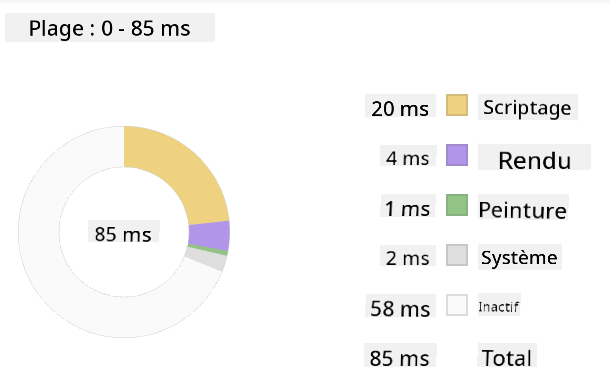 Plage : 0 - 85 ms
20 ms Scriptage
4 ms Rendu
1 ms Peinture
85 ms
2 ms Système
58 ms Inactif
85 ms Total